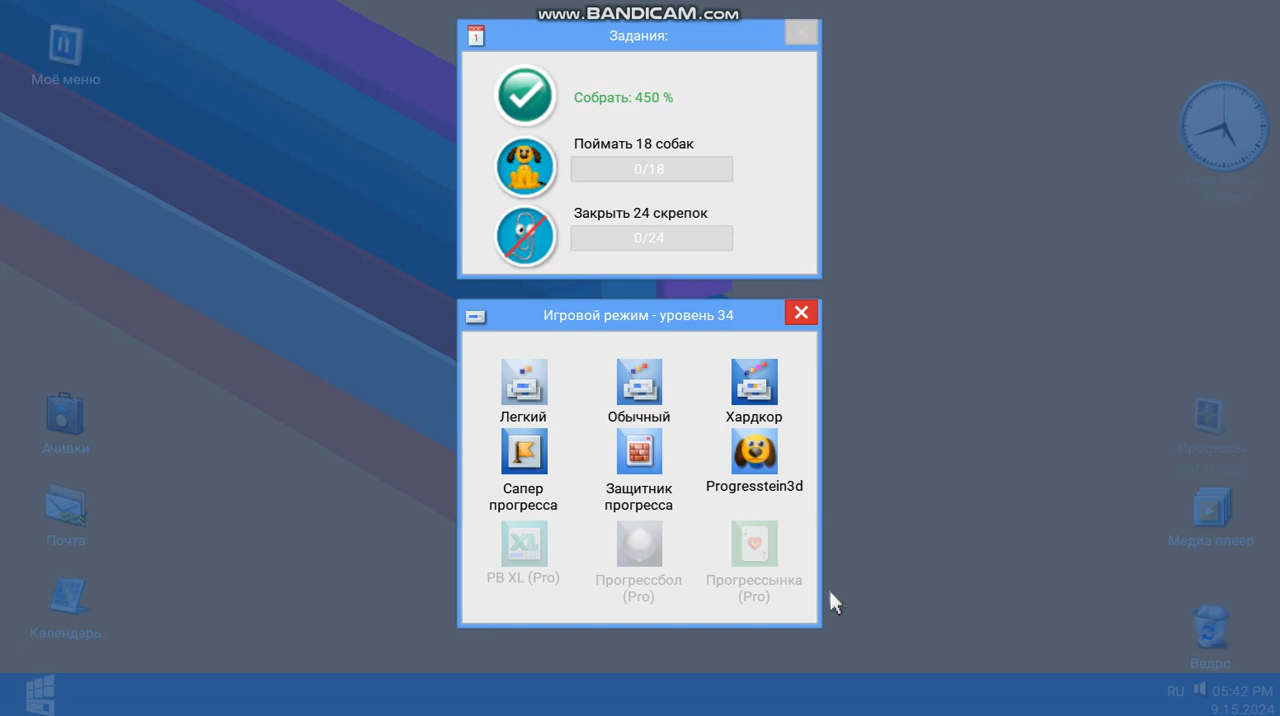 www.BANDICAM.com
Задания:
1
Моё меню
Собрать: 450 %
Поймать 18 собак
0/18
Закрыть 24 скрепок
0/24
Игровой режим - уровень 34
Легкий
Обычный
Хардкор
Сапер прогресса
Защитник прогресса
Progresstein3d
XL
PB XL (Pro)
Прогрессбол (Pro)
Прогрессынка (Pro)
Ачивки
Почта
Календарь
Медиа плеер
Ведро
RU
05:42 PM
9.15.2024